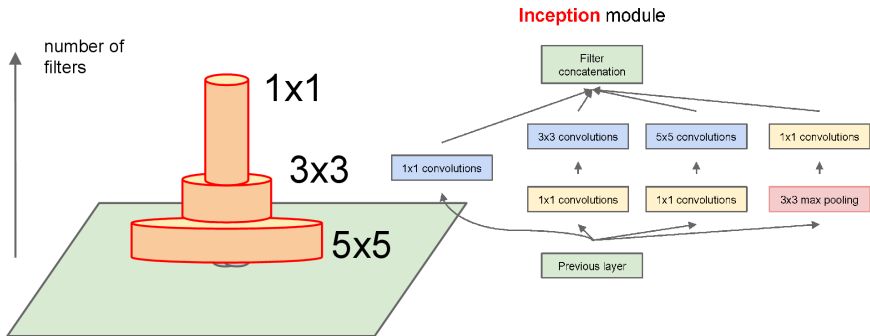 number of
filters
1x1
3x3
5x5
Inception module
Filter
concatenation
3x3 convolutions
5x5 convolutions
1x1 convolutions
1x1 convolutions
1x1 convolutions
1x1 convolutions
3x3 max pooling
Previous layer